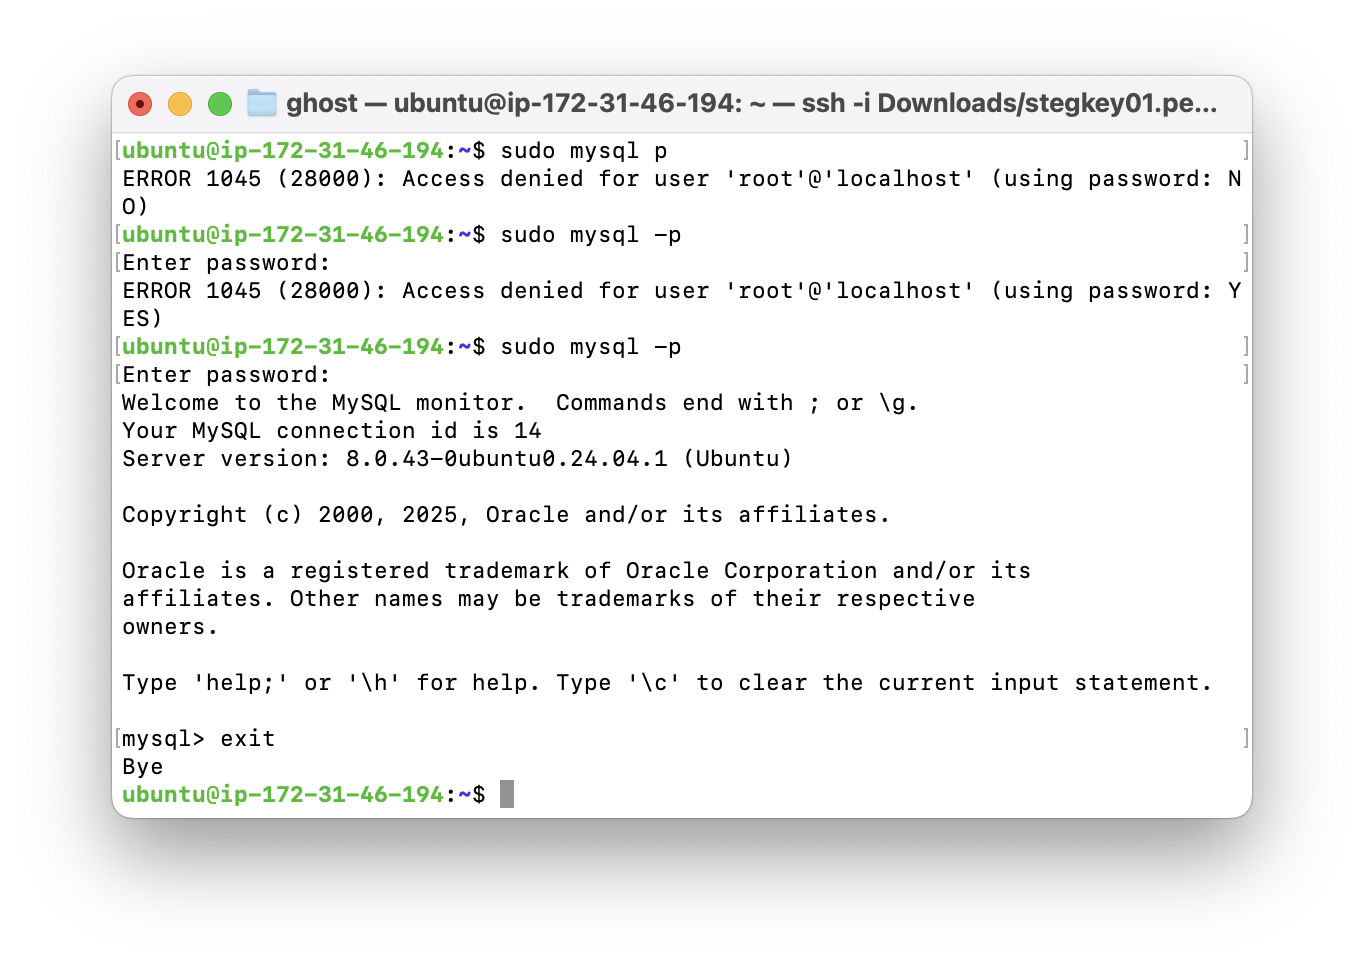 ghost — ubuntu@ip-172-31-46-194: ~ — ssh -i Downloads/stegkey01.pe...
[ubuntu@ip-172-31-46-194:~$ sudo mysql p ]
ERROR 1045 (28000): Access denied for user 'root'@'localhost' (using password: N
O)
[ubuntu@ip-172-31-46-194:~$ sudo mysql -p ]
[Enter password: ]
ERROR 1045 (28000): Access denied for user 'root'@'localhost' (using password: Y
ES)
[ubuntu@ip-172-31-46-194:~$ sudo mysql -p ]
[Enter password: ]
Welcome to the MySQL monitor.  Commands end with ; or \g.
Your MySQL connection id is 14
Server version: 8.0.43-0ubuntu0.24.04.1 (Ubuntu)
Copyright (c) 2000, 2025, Oracle and/or its affiliates.
Oracle is a registered trademark of Oracle Corporation and/or its
affiliates. Other names may be trademarks of their respective
owners.
Type 'help;' or '\h' for help. Type '\c' to clear the current input statement.
[mysql> exit ]
Bye
ubuntu@ip-172-31-46-194:~$